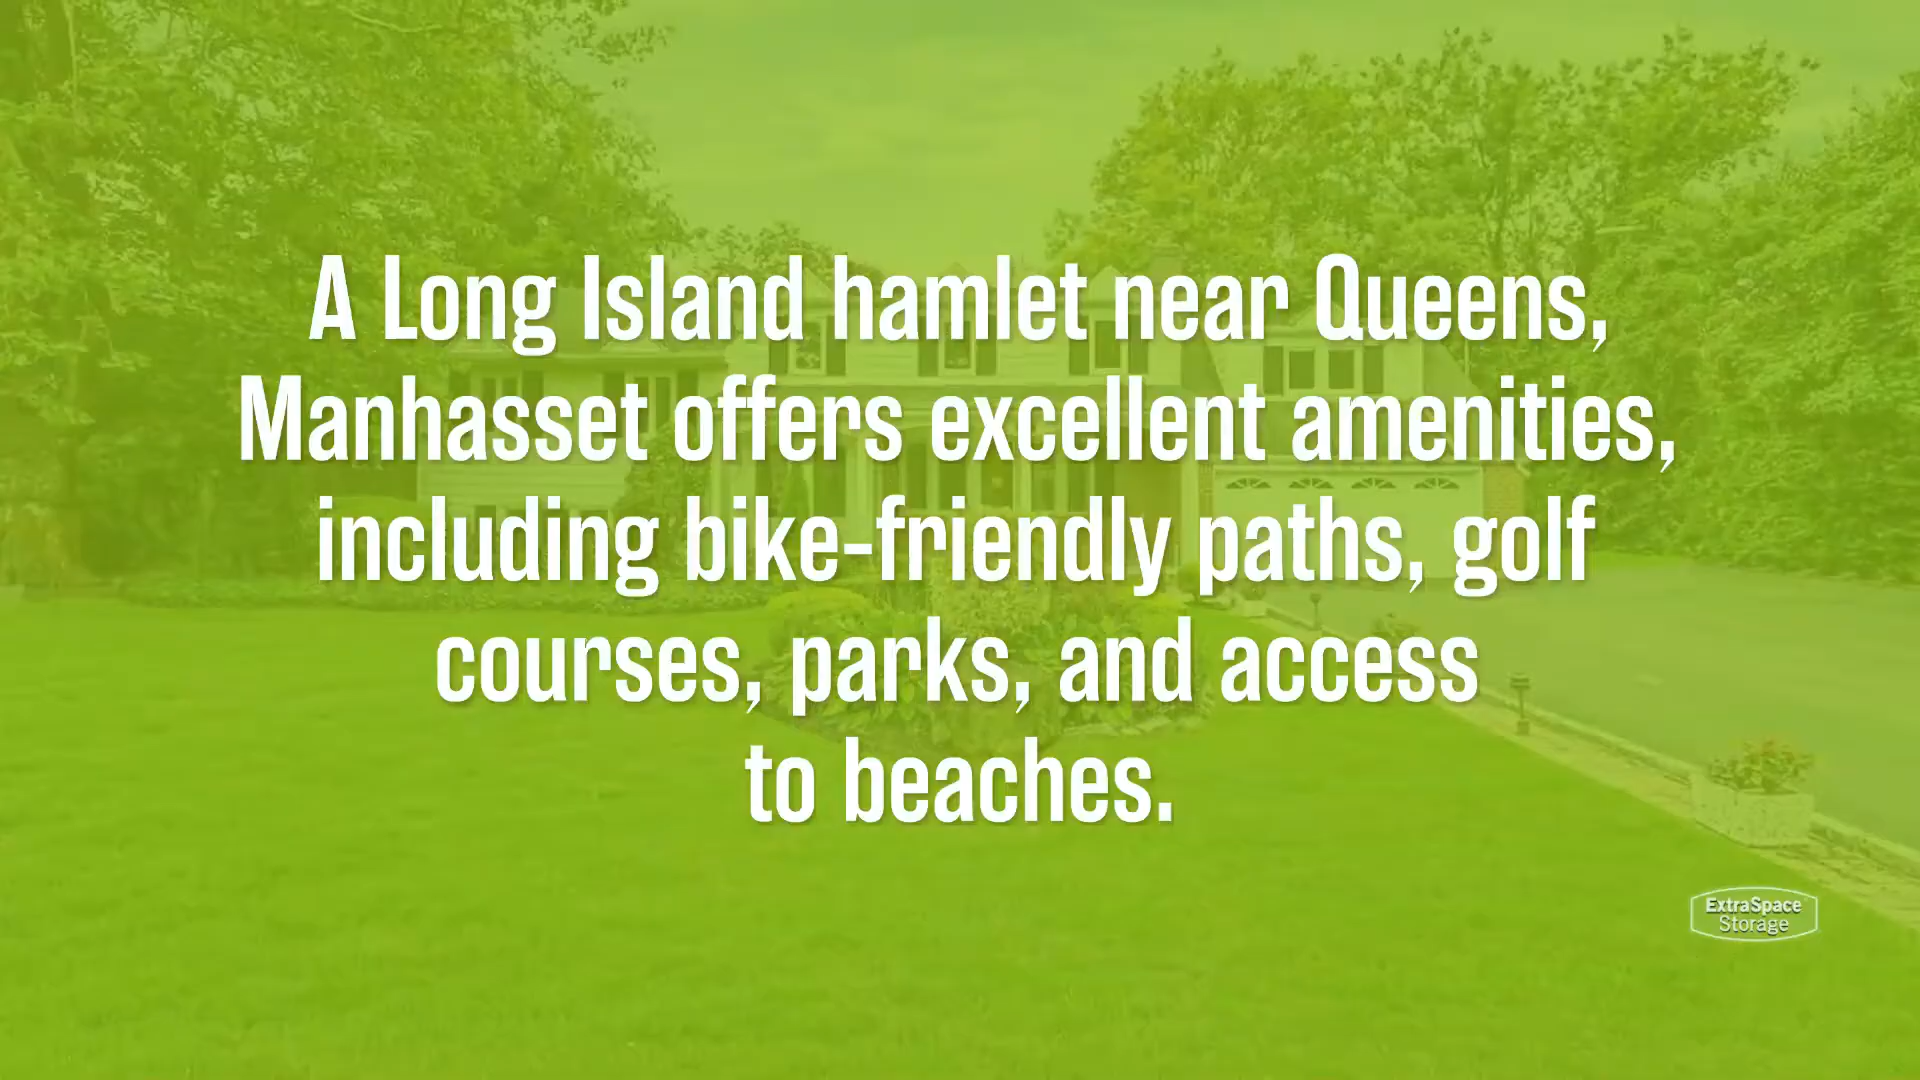 A Long Island hamlet near Queens,
Manhasset offers excellent amenities,
including bike-friendly paths, golf
courses, parks, and access
to beaches.
ExtraSpace
Storage